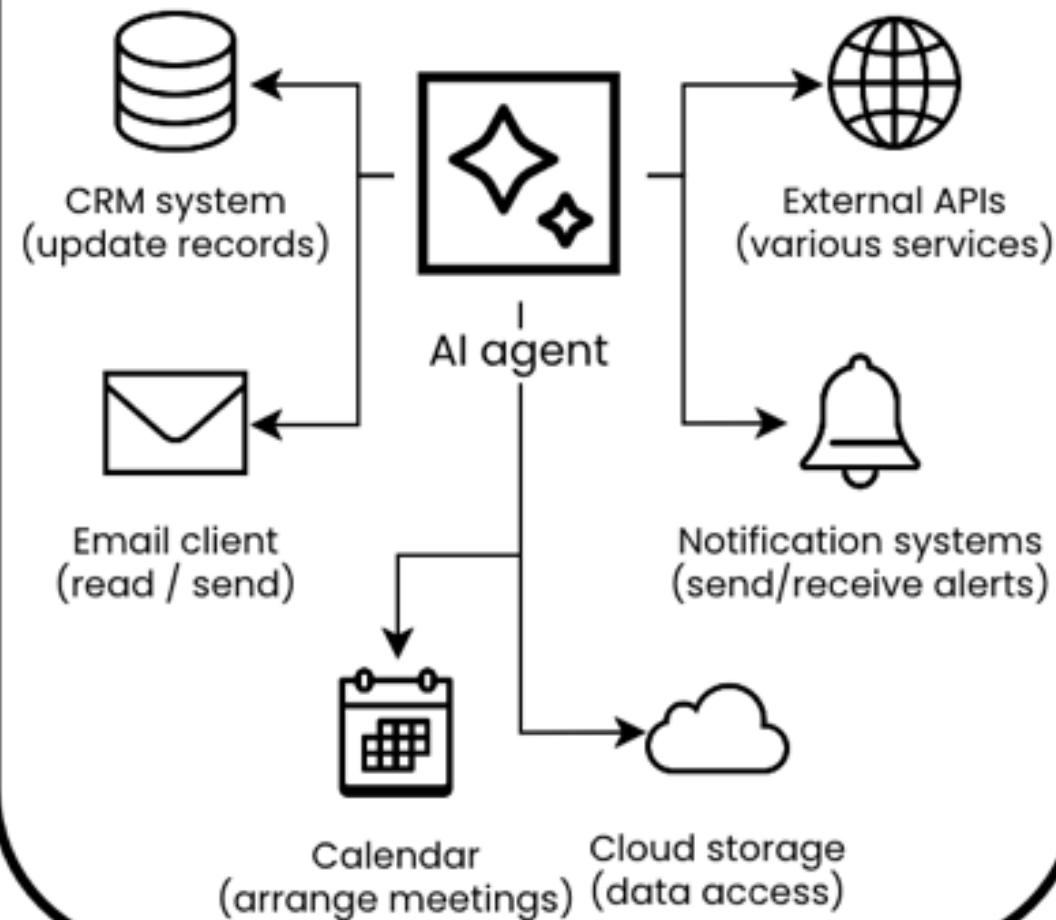 CRM system
(update records)
External APIs
(various services)
AI agent
Email client
(read / send)
Notification systems
(send/receive alerts)
Calendar
(arrange meetings)
Cloud storage
(data access)